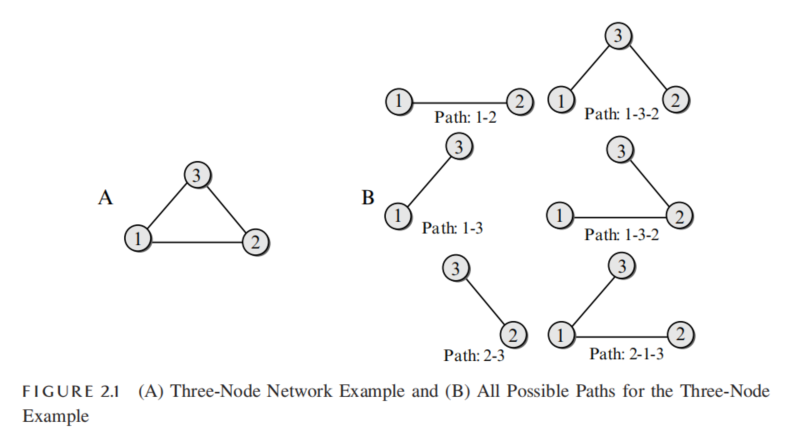 3
1
2
Path: 1-2
1
2
Path: 1-3-2
3
A
3
1
2
B
1
Path: 1-3
3
1
2
Path: 1-3-2
3
2
Path: 2-3
3
1
2
Path: 2-1-3
FIGURE 2.1 (A) Three-Node Network Example and (B) All Possible Paths for the Three-Node
Example